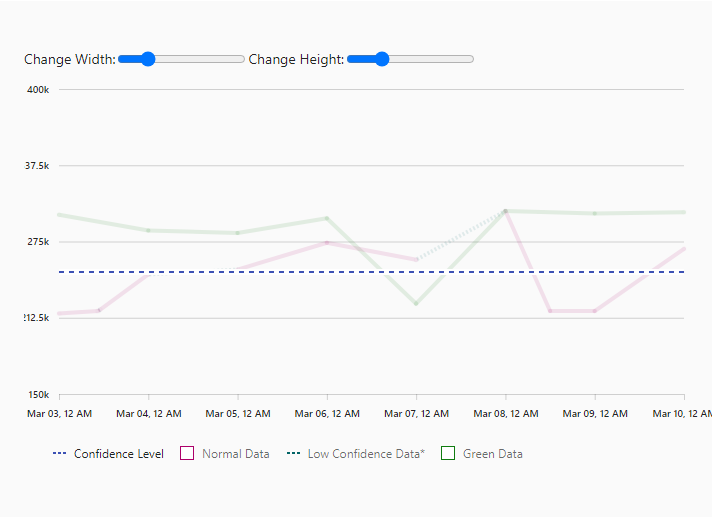 Change Width: Change Height:
400k
37.5k
275k
212.5k
150k
Mar 03, 12 AM Mar 04, 12 AM Mar 05, 12 AM Mar 06, 12 AM Mar 07, 12 AM Mar 08, 12 AM Mar 09, 12 AM Mar 10, 12 AM
Confidence Level Normal Data Low Confidence Data* Green Data